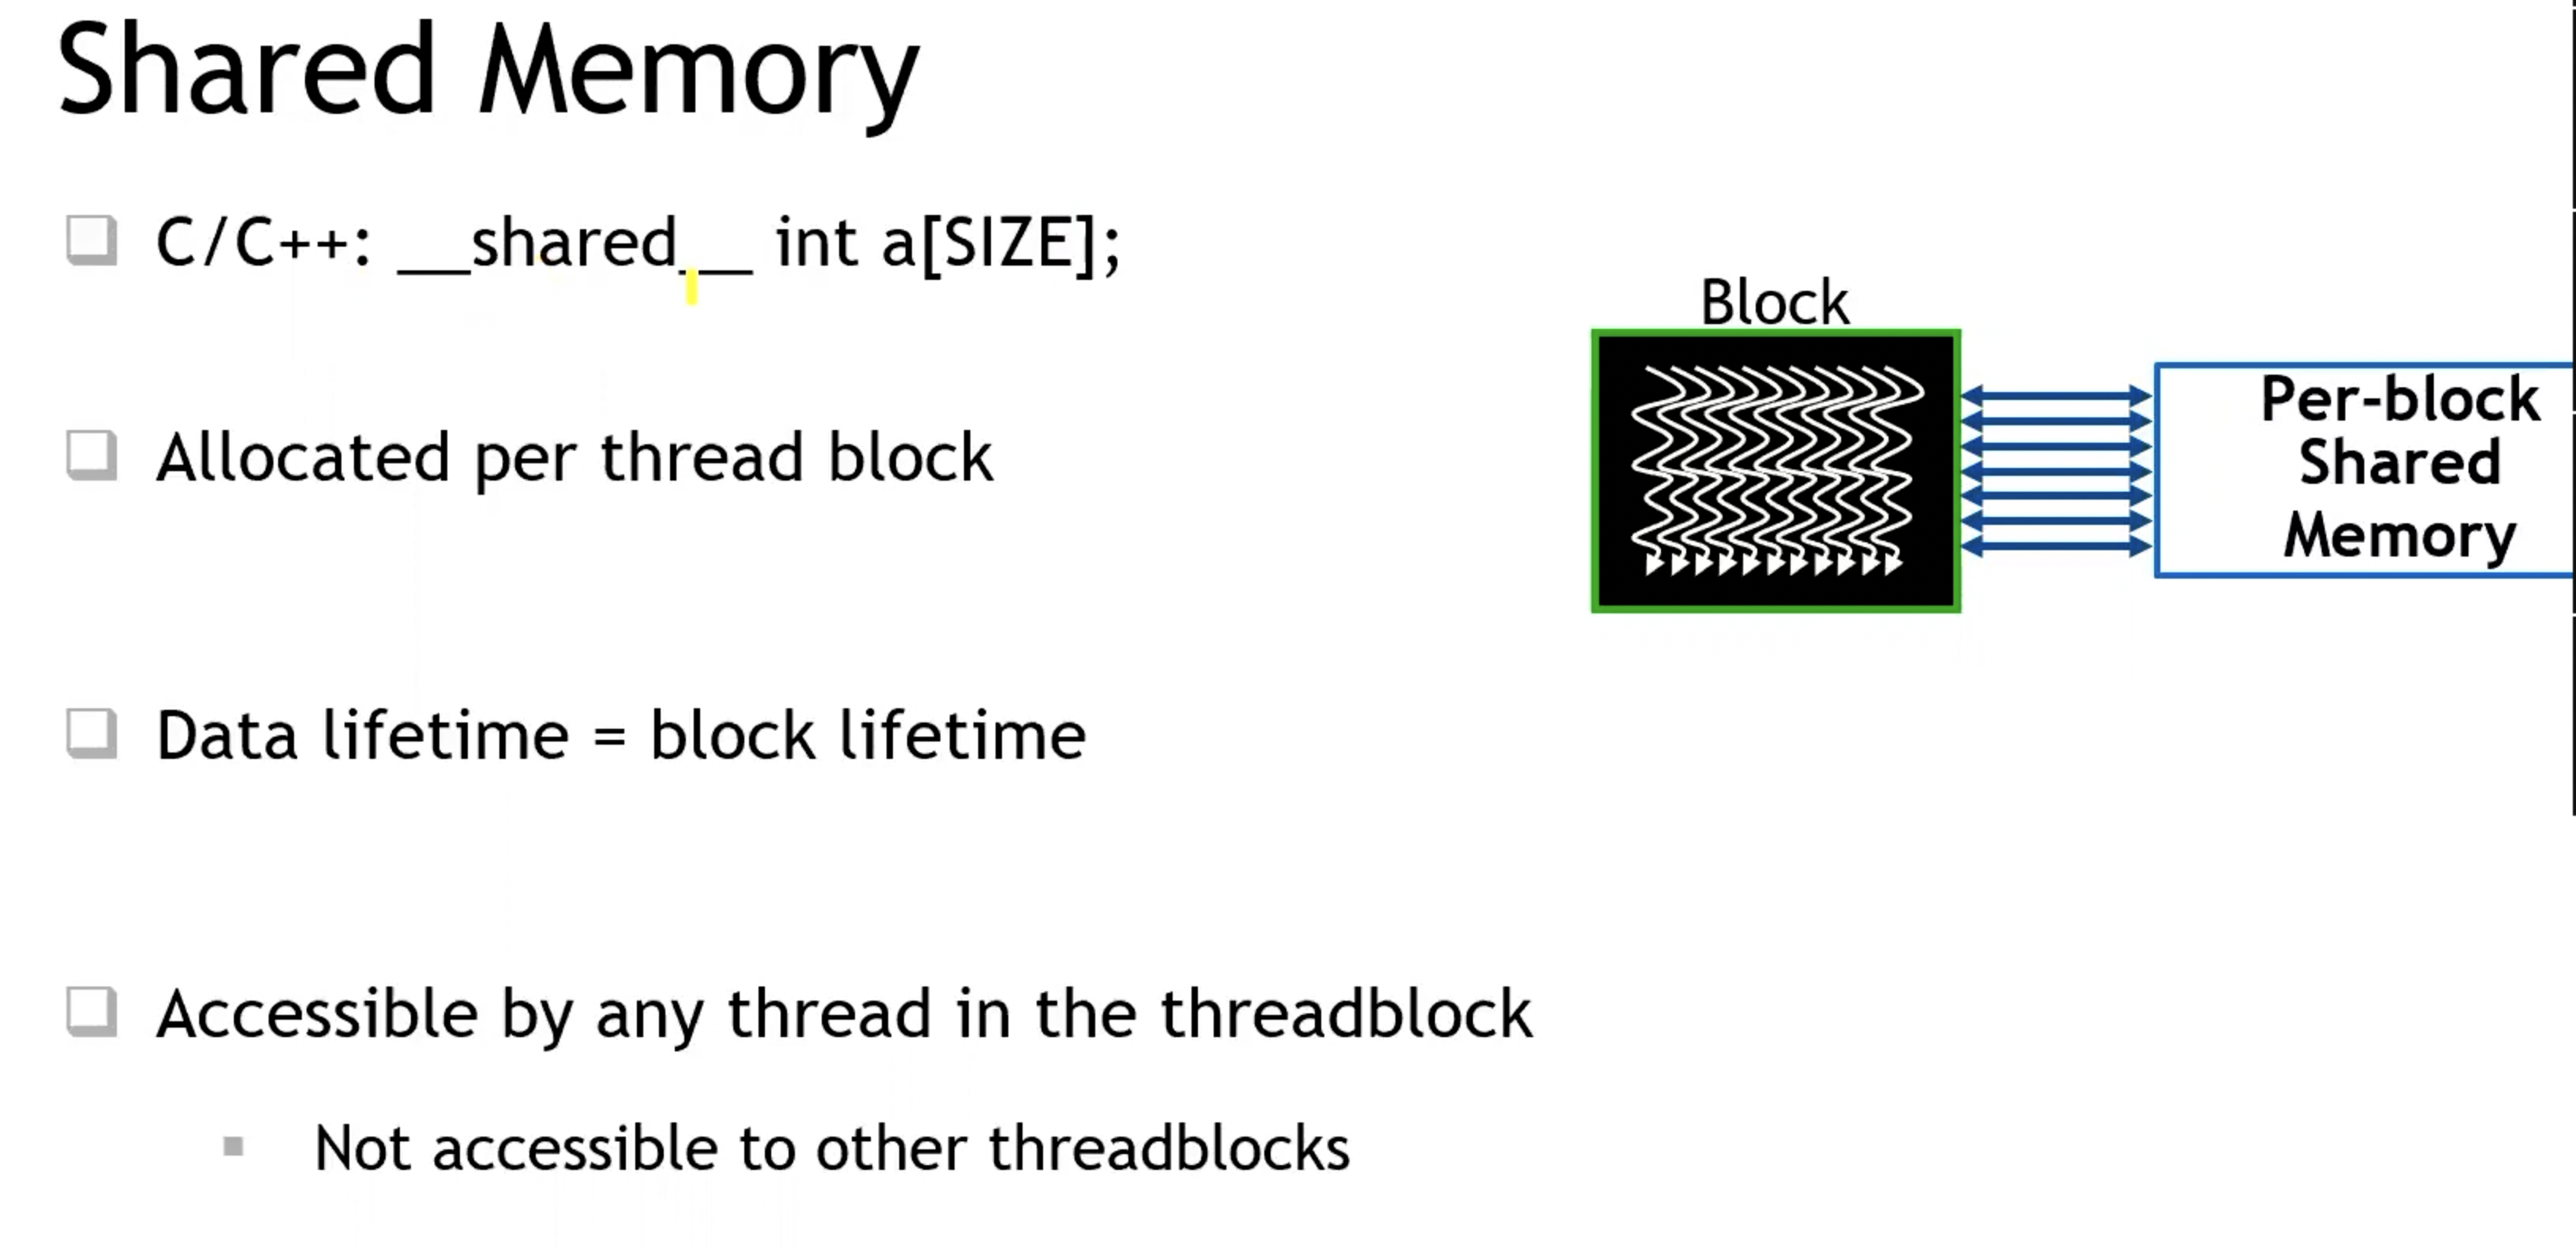 Shared Memory
C/C++: __shared__ int a[SIZE];
Allocated per thread block
Data lifetime = block lifetime
Accessible by any thread in the threadblock
Not accessible to other threadblocks
Block
Per-block
Shared
Memory